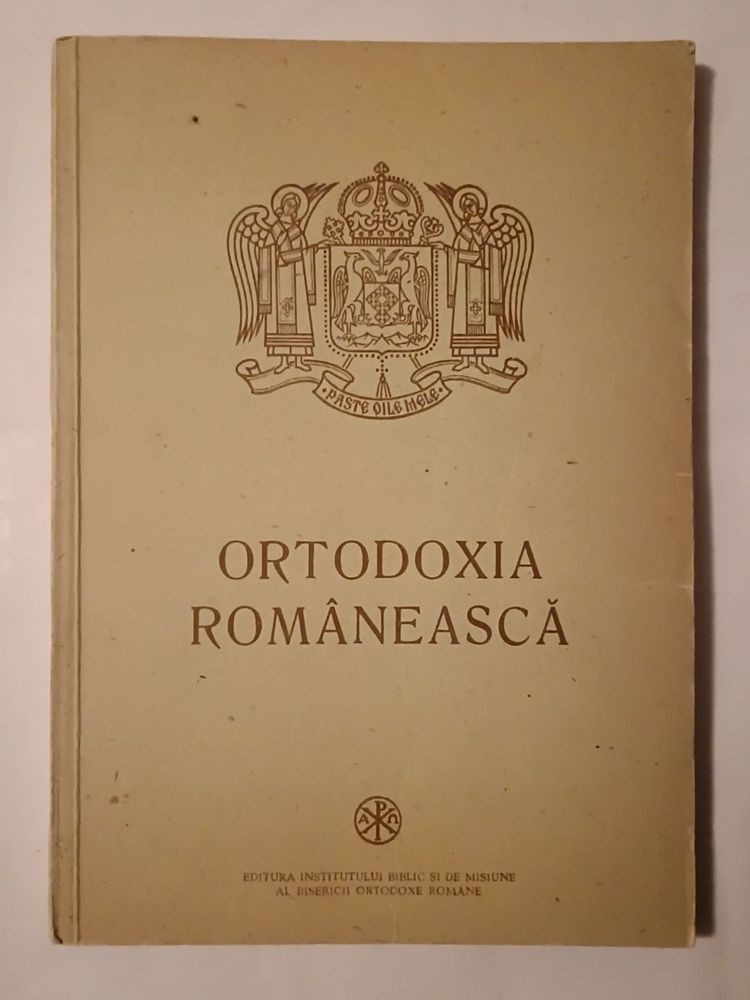 ·PASTE OILE MELE·
ORTODOXIA
ROMÂNEASCĂ
Α Ρ Ω
EDITURA INSTITUTULUI BIBLIC ȘI DE MISIUNE
AL BISERICII ORTODOXE ROMÂNE